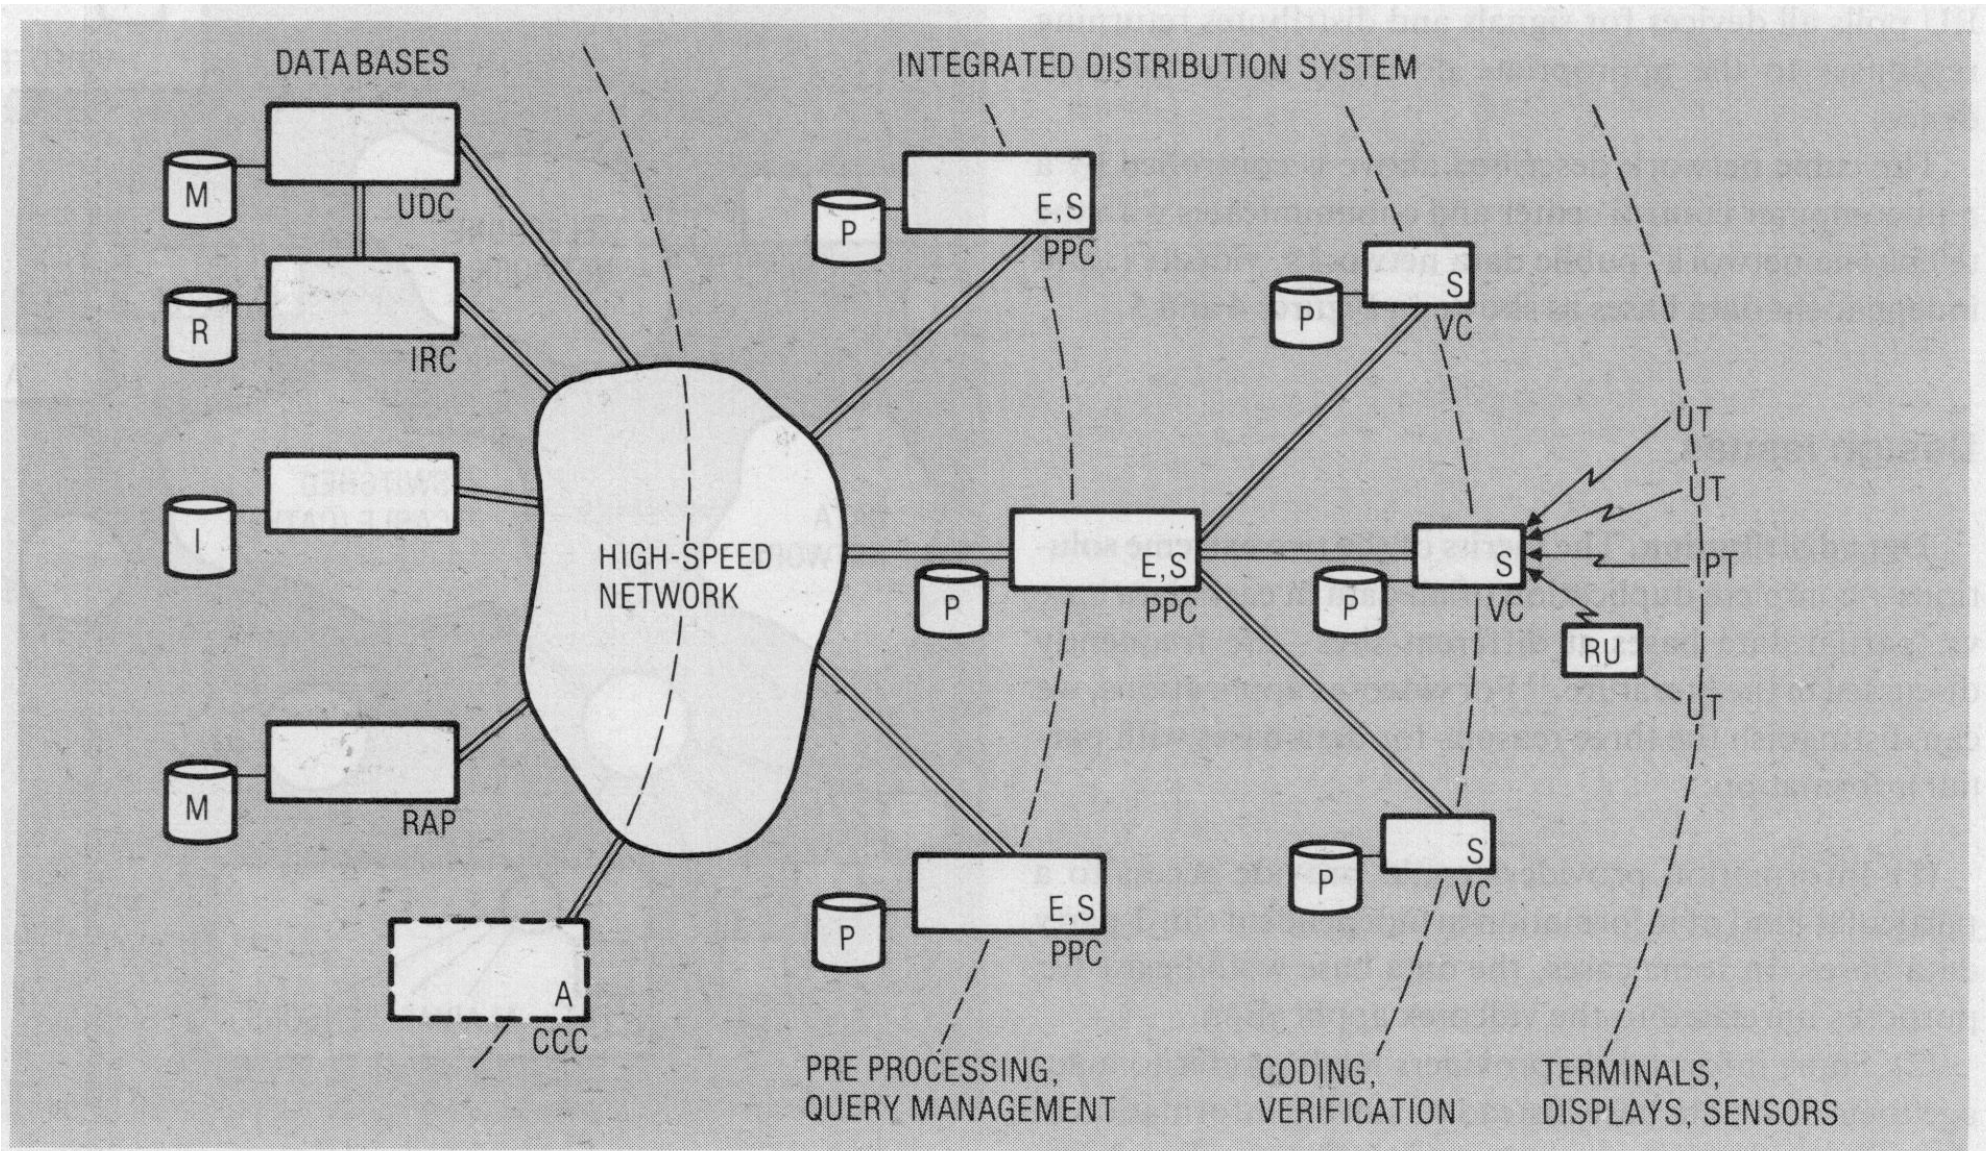 DATA BASES
INTEGRATED DISTRIBUTION SYSTEM
M
UDC
R
IRC
I
M
RAP
A
CCC
HIGH-SPEED
NETWORK
P
E,S
PPC
P
E,S
PPC
P
E,S
PPC
P
S
VC
P
S
VC
P
S
VC
UT
UT
IPT
RU
UT
PRE PROCESSING,
QUERY MANAGEMENT
CODING,
VERIFICATION
TERMINALS,
DISPLAYS, SENSORS